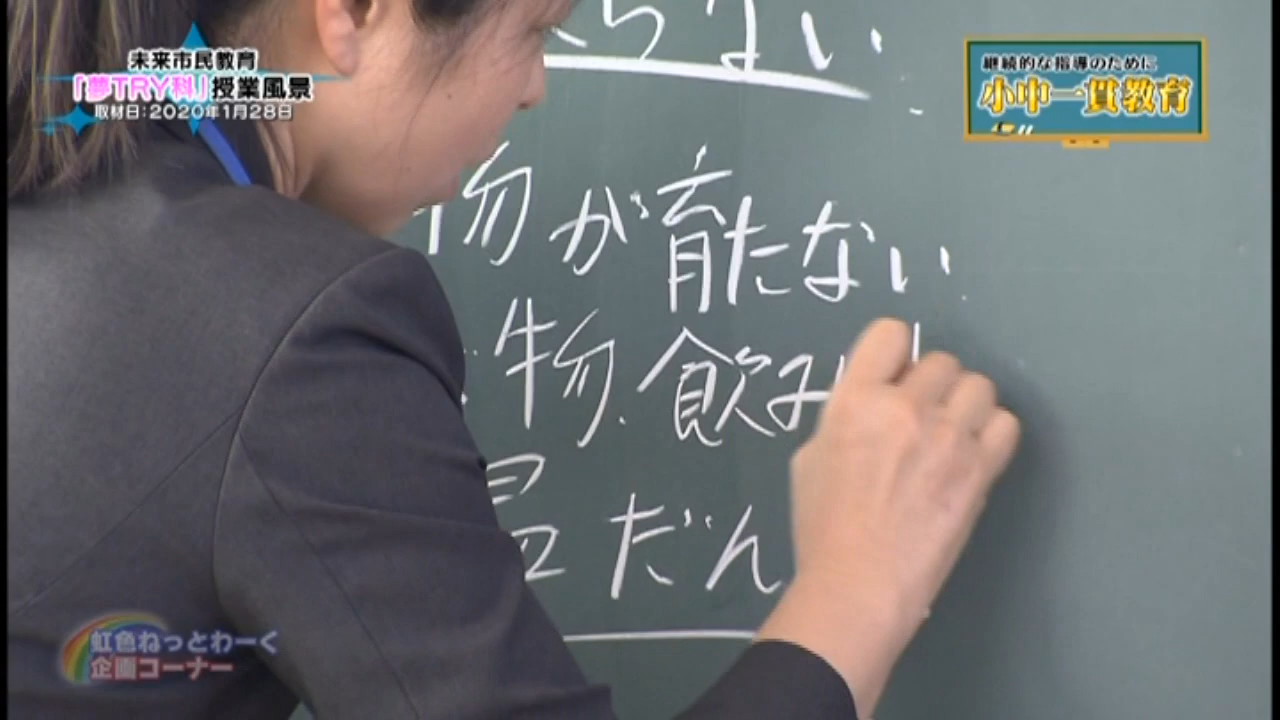 未来市民教育
「夢TRY科」授業風景
取材日:2020年1月28日
継続的な指導のために
小中一貫教育
らない
物が育たない
物、飲み
だん
虹色ねっとわーく
企画コーナー